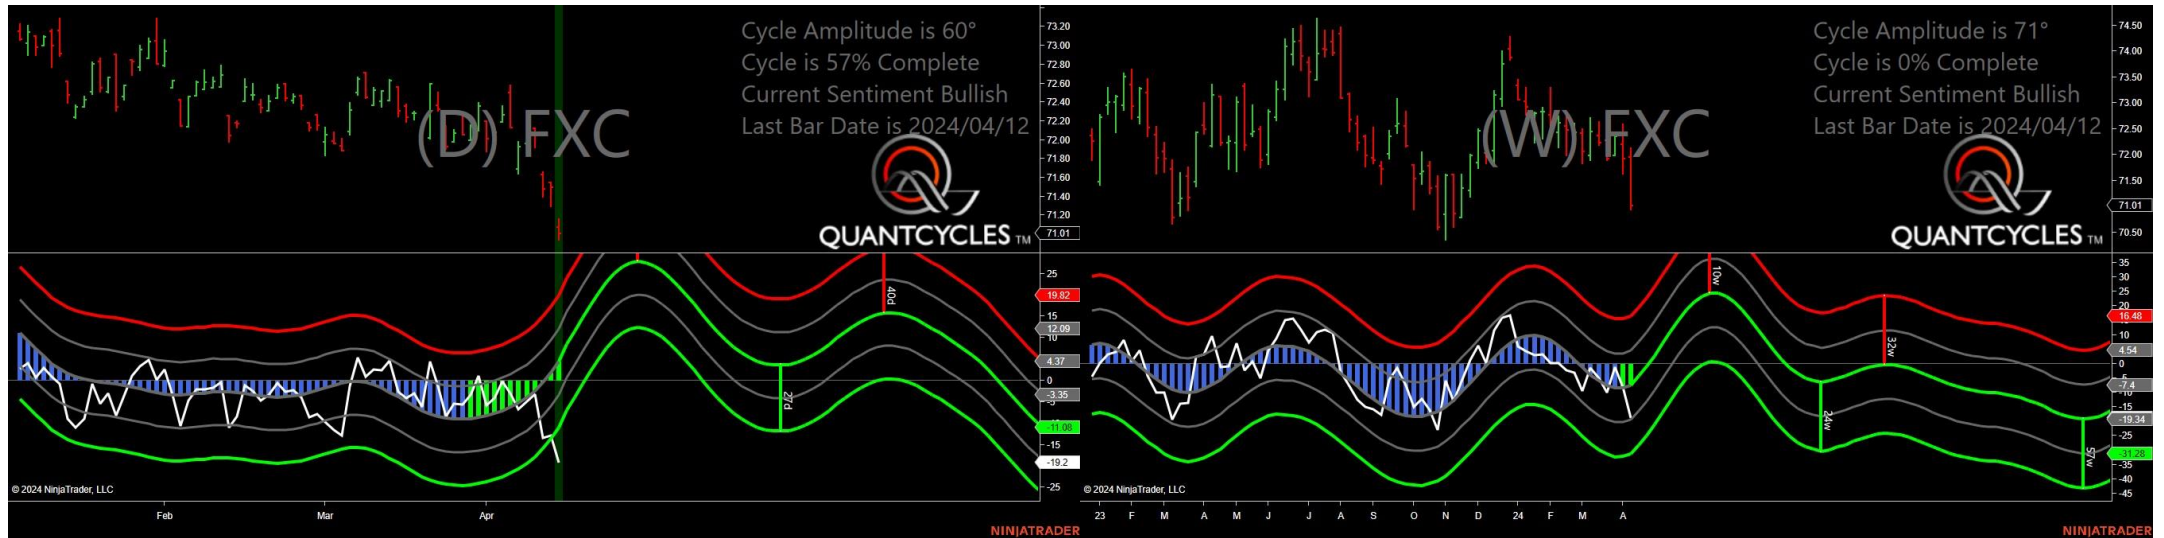 Cycle Amplitude is 60°
Cycle is 57% Complete
Current Sentiment Bullish
Last Bar Date is 2024/04/12
(D) FXC
QUANTCYCLES TM
73.20
73.00
72.80
72.60
72.40
72.20
72.00
71.80
71.60
71.40
71.20
71.01
25
19.82
15
12.09
10
4.37
0
-3.35
-11.08
-15
-19.2
-25
40d
27d
© 2024 NinjaTrader, LLC
Feb
Mar
Apr
NINJATRADER
Cycle Amplitude is 71°
Cycle is 0% Complete
Current Sentiment Bullish
Last Bar Date is 2024/04/12
(W) FXC
QUANTCYCLES TM
74.50
74.00
73.50
73.00
72.50
72.00
71.50
71.01
70.50
35
30
25
20
16.48
10
4.54
0
-7.4
-15
-19.34
-25
-31.28
-35
-40
-45
10w
32w
24w
57w
© 2024 NinjaTrader, LLC
23 F M A M J J A S O N D 24 F M A
NINJATRADER